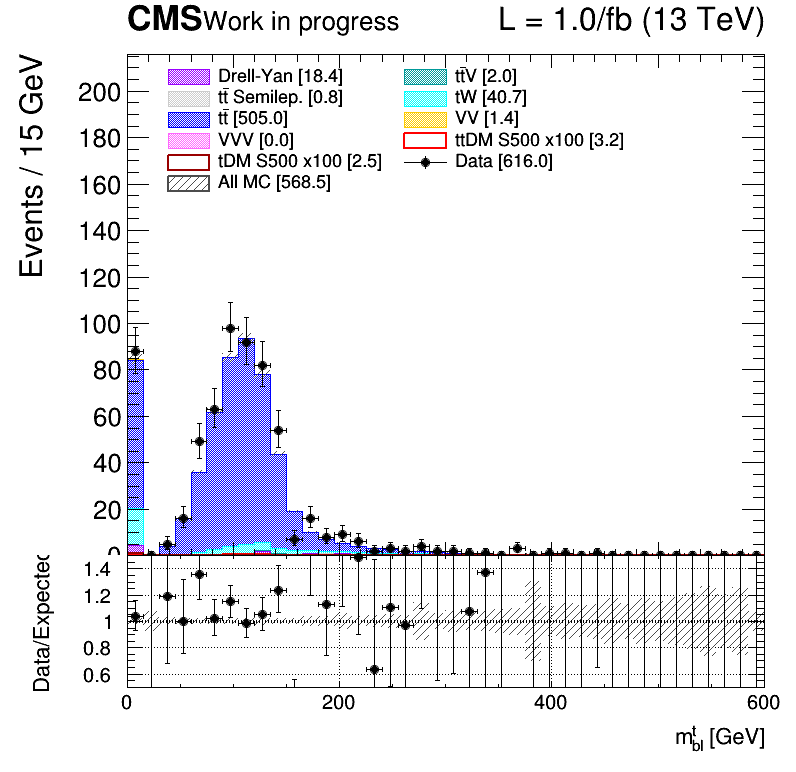 CMS Work in progress L = 1.0/fb (13 TeV)
Events / 15 GeV
Drell-Yan [18.4] tt̄V [2.0]
tt̄ Semilep. [0.8] tW [40.7]
tt̄ [505.0] VV [1.4]
VVV [0.0] ttDM S500 x100 [3.2]
tDM S500 x100 [2.5] Data [616.0]
All MC [568.5]
200
180
160
140
120
100
80
60
40
20
0
Data/Expected
1.4
1.2
1
0.8
0.6
0 200 400 600
m^t_bl [GeV]